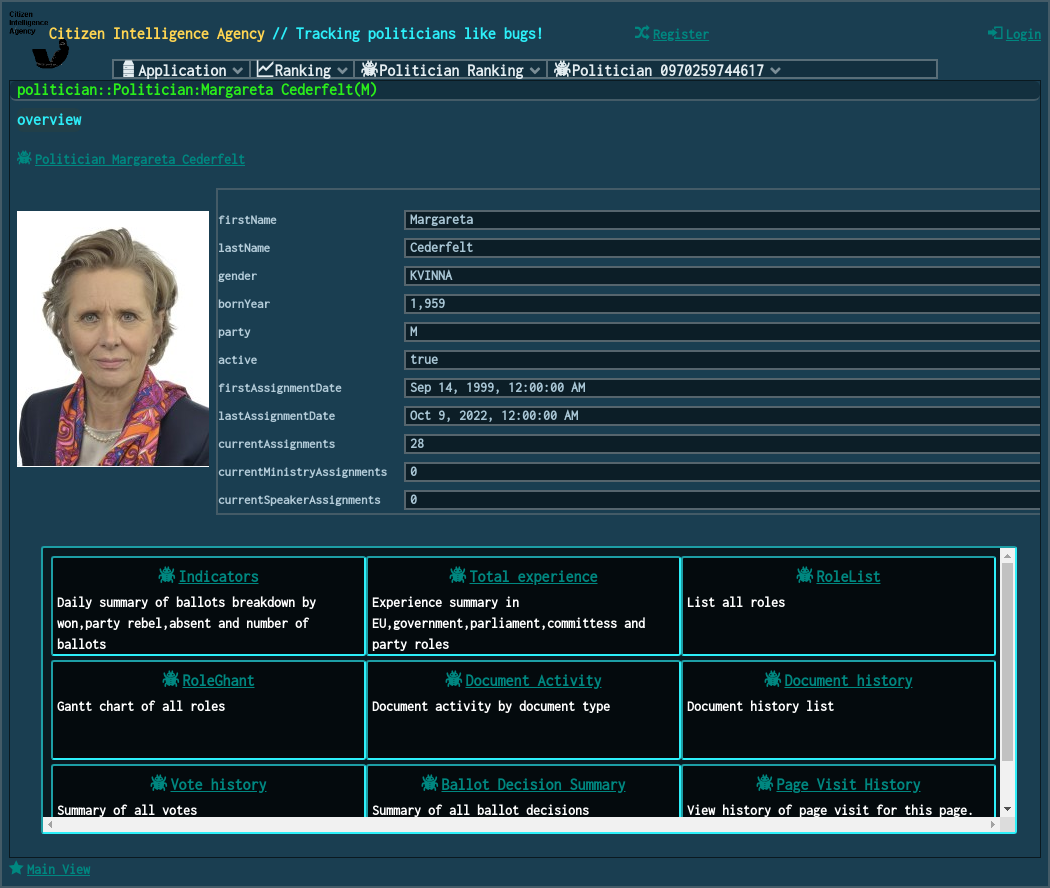 Citizen
Intelligence
Agency
Citizen Intelligence Agency // Tracking politicians like bugs!
Register
Login
Application
Ranking
Politician Ranking
Politician 0970259744617
politician::Politician:Margareta Cederfelt(M)
overview
Politician Margareta Cederfelt
firstName Margareta
lastName Cederfelt
gender KVINNA
bornYear 1,959
party M
active true
firstAssignmentDate Sep 14, 1999, 12:00:00 AM
lastAssignmentDate Oct 9, 2022, 12:00:00 AM
currentAssignments 28
currentMinistryAssignments 0
currentSpeakerAssignments 0
Indicators
Daily summary of ballots breakdown by
won,party rebel,absent and number of
ballots
Total experience
Experience summary in
EU,government,parliament,committess and
party roles
RoleList
List all roles
RoleGhant
Gantt chart of all roles
Document Activity
Document activity by document type
Document history
Document history list
Vote history
Summary of all votes
Ballot Decision Summary
Summary of all ballot decisions
Page Visit History
View history of page visit for this page.
Main View